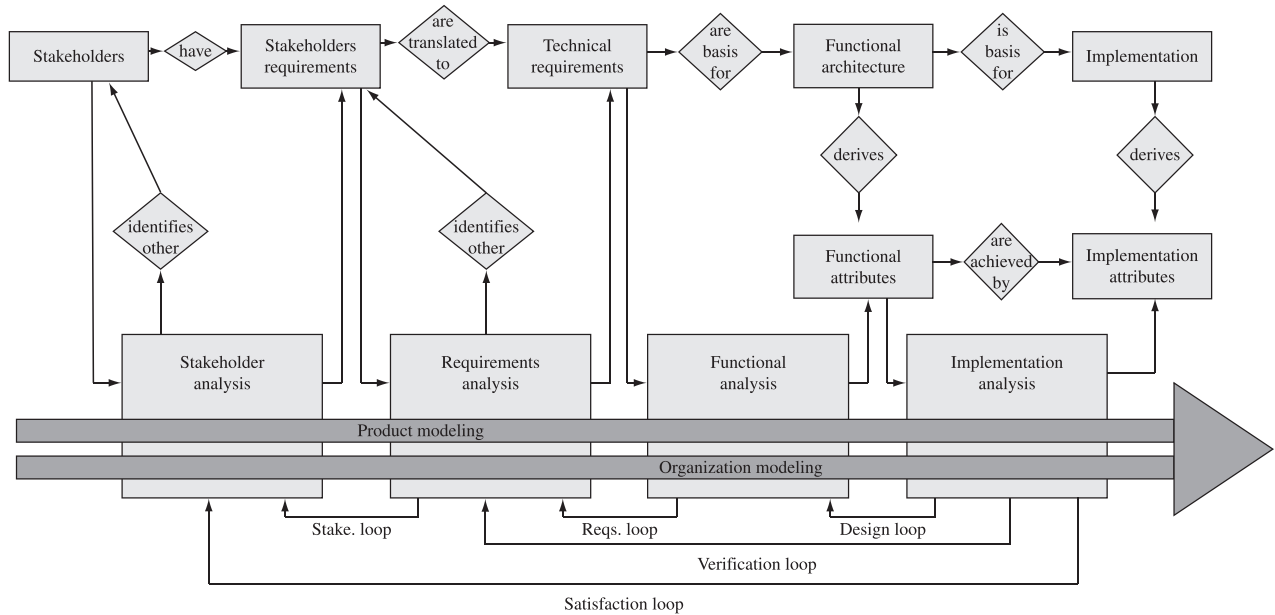 Stakeholders
have
Stakeholders
requirements
are
translated
to
Technical
requirements
are
basis
for
Functional
architecture
is
basis
for
Implementation
derives
derives
identifies
other
identifies
other
Functional
attributes
are
achieved
by
Implementation
attributes
Stakeholder
analysis
Requirements
analysis
Functional
analysis
Implementation
analysis
Product modeling
Organization modeling
Stake. loop
Reqs. loop
Design loop
Verification loop
Satisfaction loop